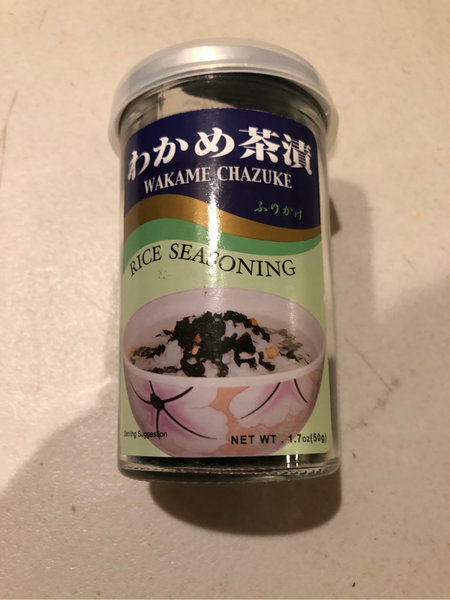 わかめ茶漬
WAKAME CHAZUKE
ふりかけ
RICE SEASONING
Serving Suggestion
NET WT . 1.7oz(50g)